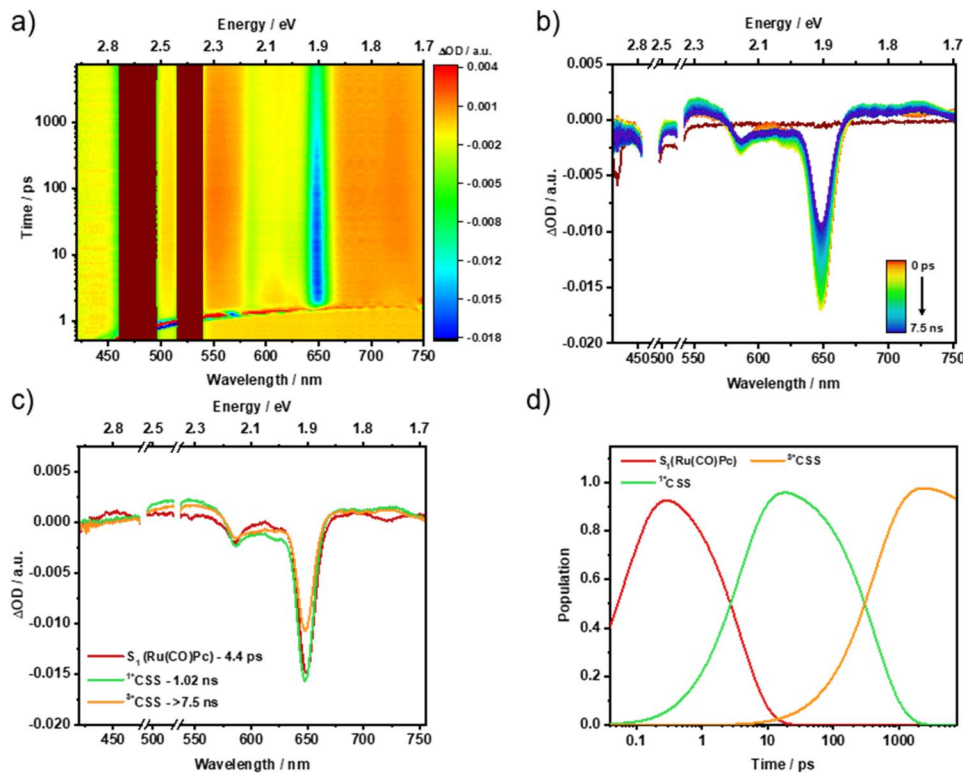 a)
Energy / eV
2.8 2.5 2.3 2.1 1.9 1.7
ΔOD / a.u.
0.004
0.001
-0.002
-0.004
-0.007
-0.010
-0.012
-0.015
-0.018
Time / ps
1000
100
10
1
450 500 550 600 650 700 750
Wavelength / nm
b)
Energy / eV
2.8 2.5 2.3 2.1 1.9 1.7
ΔOD / a.u.
0.005
0.000
-0.005
-0.010
-0.015
-0.020
0 ps
7.5 ns
450 500 550 600 650 700 750
Wavelength / nm
c)
Energy / eV
2.8 2.5 2.3 2.1 1.9 1.7
ΔOD / a.u.
0.005
0.000
-0.005
-0.010
-0.015
-0.020
S₁(Ru(CO)Pc) - 4.4 ps
¹*CSS - 1.02 ns
³*CSS - >7.5 ns
450 500 550 600 650 700 750
Wavelength / nm
d)
S₁(Ru(CO)Pc) ³*CSS
¹*CSS
Population
1.0
0.8
0.6
0.4
0.2
0.0
0.1 1 10 100 1000
Time / ps